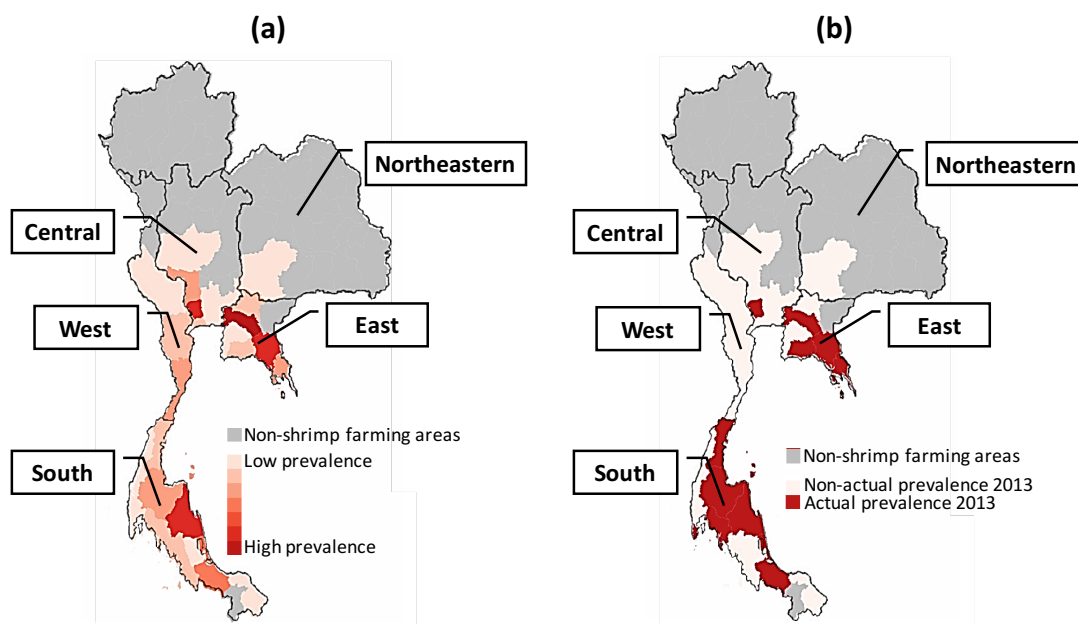 (a)
Northeastern
Central
West
East
South
Non-shrimp farming areas
Low prevalence
High prevalence
(b)
Northeastern
Central
West
East
South
Non-shrimp farming areas
Non-actual prevalence 2013
Actual prevalence 2013